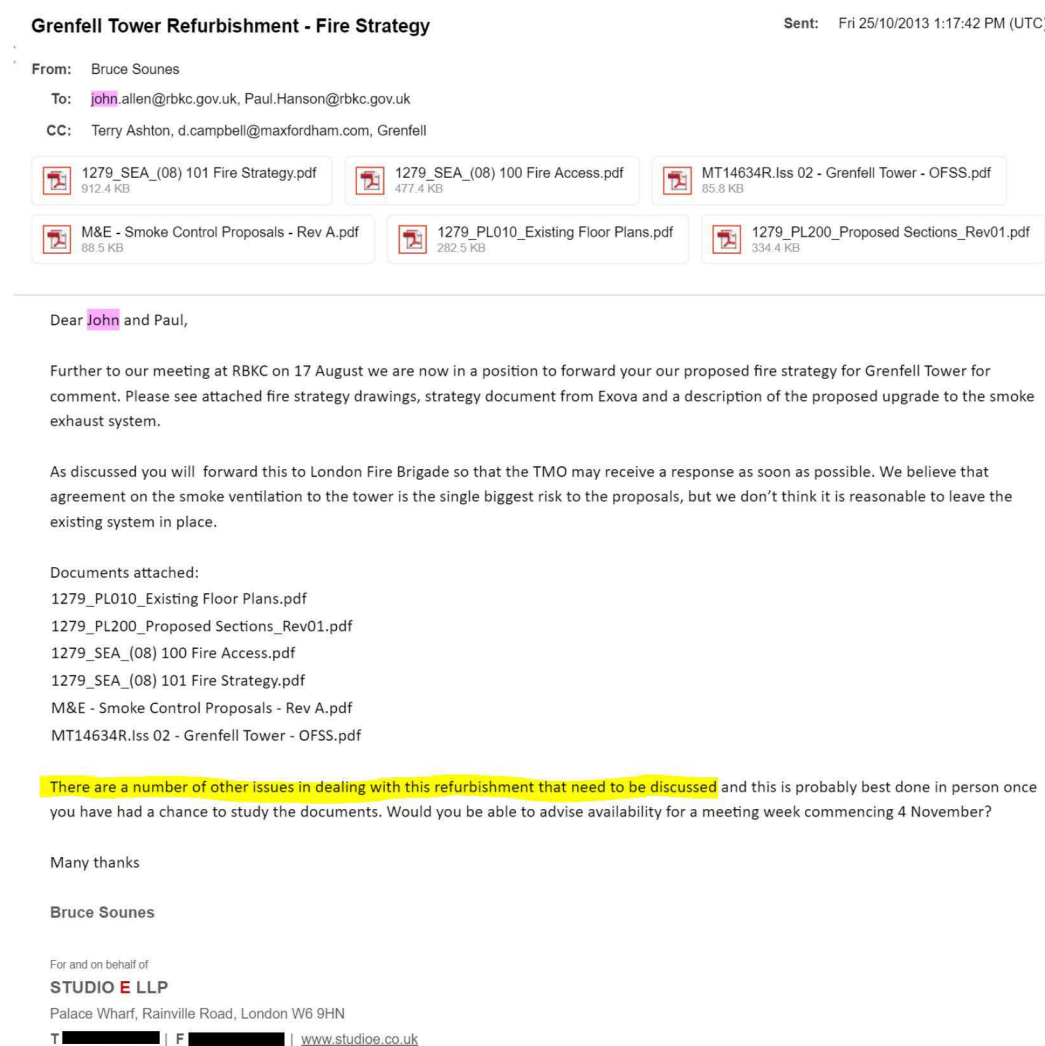 Grenfell Tower Refurbishment - Fire Strategy
Sent: Fri 25/10/2013 1:17:42 PM (UTC)
From: Bruce Sounes
To: john.allen@rbkc.gov.uk, Paul.Hanson@rbkc.gov.uk
CC: Terry Ashton, d.campbell@maxfordham.com, Grenfell
1279_SEA_(08) 101 Fire Strategy.pdf
912.4 KB
1279_SEA_(08) 100 Fire Access.pdf
477.4 KB
MT14634R.Iss 02 - Grenfell Tower - OFSS.pdf
85.8 KB
M&E - Smoke Control Proposals - Rev A.pdf
88.5 KB
1279_PL010_Existing Floor Plans.pdf
282.5 KB
1279_PL200_Proposed Sections_Rev01.pdf
334.4 KB
Dear John and Paul,
Further to our meeting at RBKC on 17 August we are now in a position to forward your our proposed fire strategy for Grenfell Tower for
comment. Please see attached fire strategy drawings, strategy document from Exova and a description of the proposed upgrade to the smoke
exhaust system.
As discussed you will forward this to London Fire Brigade so that the TMO may receive a response as soon as possible. We believe that
agreement on the smoke ventilation to the tower is the single biggest risk to the proposals, but we don't think it is reasonable to leave the
existing system in place.
Documents attached:
1279_PL010_Existing Floor Plans.pdf
1279_PL200_Proposed Sections_Rev01.pdf
1279_SEA_(08) 100 Fire Access.pdf
1279_SEA_(08) 101 Fire Strategy.pdf
M&E - Smoke Control Proposals - Rev A.pdf
MT14634R.Iss 02 - Grenfell Tower - OFSS.pdf
There are a number of other issues in dealing with this refurbishment that need to be discussed and this is probably best done in person once
you have had a chance to study the documents. Would you be able to advise availability for a meeting week commencing 4 November?
Many thanks
Bruce Sounes
For and on behalf of
STUDIO E LLP
Palace Wharf, Rainville Road, London W6 9HN
T | F | www.studioe.co.uk